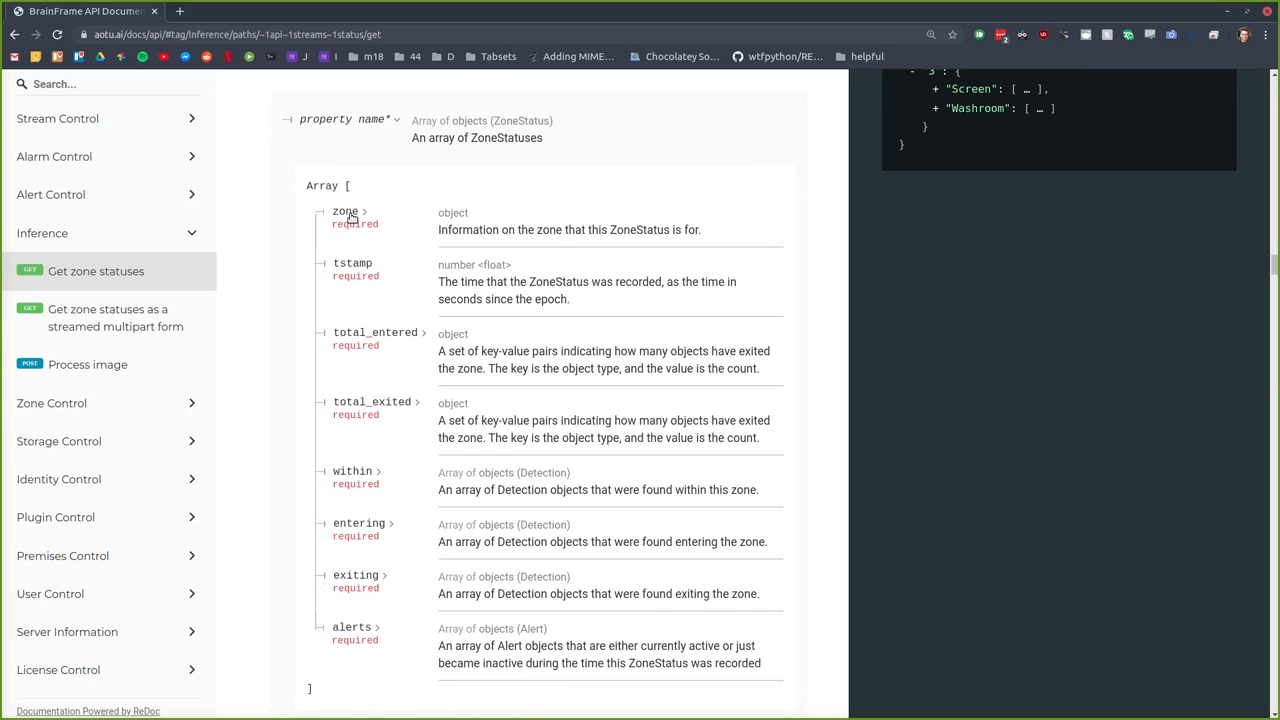 BrainFrame API Documen
aotu.ai/docs/api/#tag/Inference/paths/~1api~1streams~1status/get
J
I
m18
44
D
Tabsets
Adding MIME…
Chocolatey So…
wtfpython/RE…
helpful
Search...
Stream Control
Alarm Control
Alert Control
Inference
GET Get zone statuses
GET Get zone statuses as a
streamed multipart form
POST Process image
Zone Control
Storage Control
Identity Control
Plugin Control
Premises Control
User Control
Server Information
License Control
Documentation Powered by ReDoc
property name*
Array of objects (ZoneStatus)
An array of ZoneStatuses
Array [
zone
required
object
Information on the zone that this ZoneStatus is for.
tstamp
required
number <float>
The time that the ZoneStatus was recorded, as the time in
seconds since the epoch.
total_entered
required
object
A set of key-value pairs indicating how many objects have exited
the zone. The key is the object type, and the value is the count.
total_exited
required
object
A set of key-value pairs indicating how many objects have exited
the zone. The key is the object type, and the value is the count.
within
required
Array of objects (Detection)
An array of Detection objects that were found within this zone.
entering
required
Array of objects (Detection)
An array of Detection objects that were found entering the zone.
exiting
required
Array of objects (Detection)
An array of Detection objects that were found exiting the zone.
alerts
required
Array of objects (Alert)
An array of Alert objects that are either currently active or just
became inactive during the time this ZoneStatus was recorded
]
- "3": {
+ "Screen": [ … ],
+ "Washroom": [ … ]
}
}